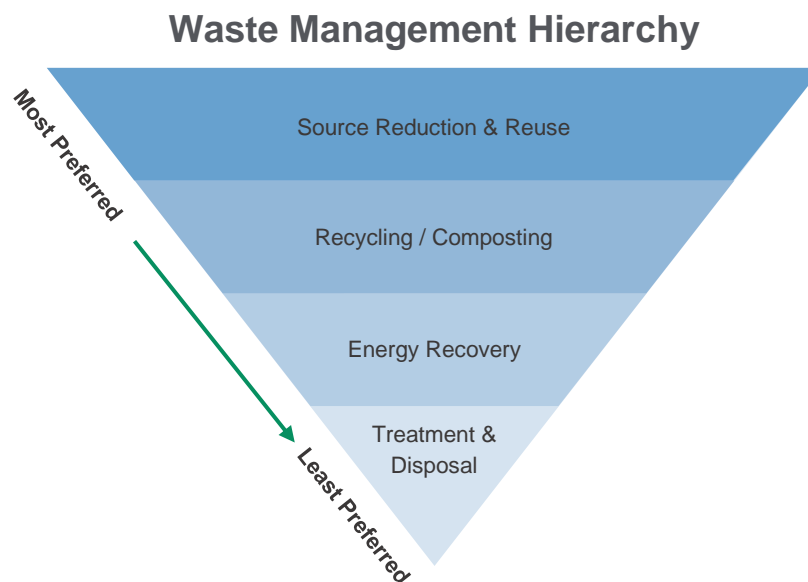 Waste Management Hierarchy
Most Preferred
Source Reduction & Reuse
Recycling / Composting
Energy Recovery
Treatment &
Disposal
Least Preferred